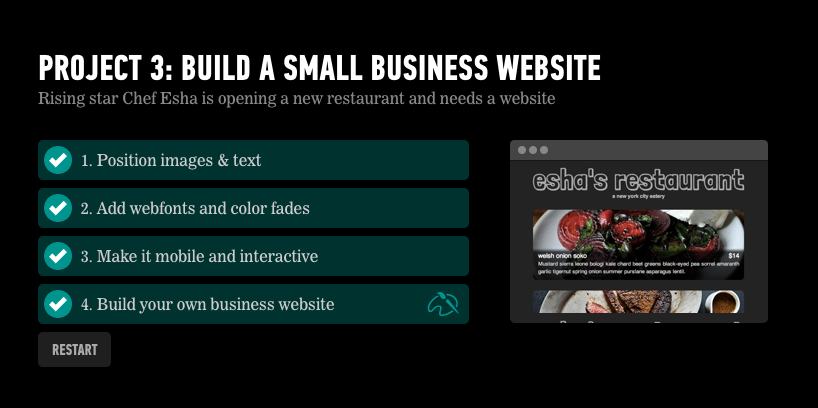 PROJECT 3: BUILD A SMALL BUSINESS WEBSITE
Rising star Chef Esha is opening a new restaurant and needs a website
1. Position images & text
2. Add webfonts and color fades
3. Make it mobile and interactive
4. Build your own business website
RESTART
esha's restaurant
a new york city eatery
welsh onion soko $14
Mustard sierra leone bologi kale chard beet greens black-eyed pea sorrel amaranth
garlic tigernut spring onion summer purslane asparagus lentil.